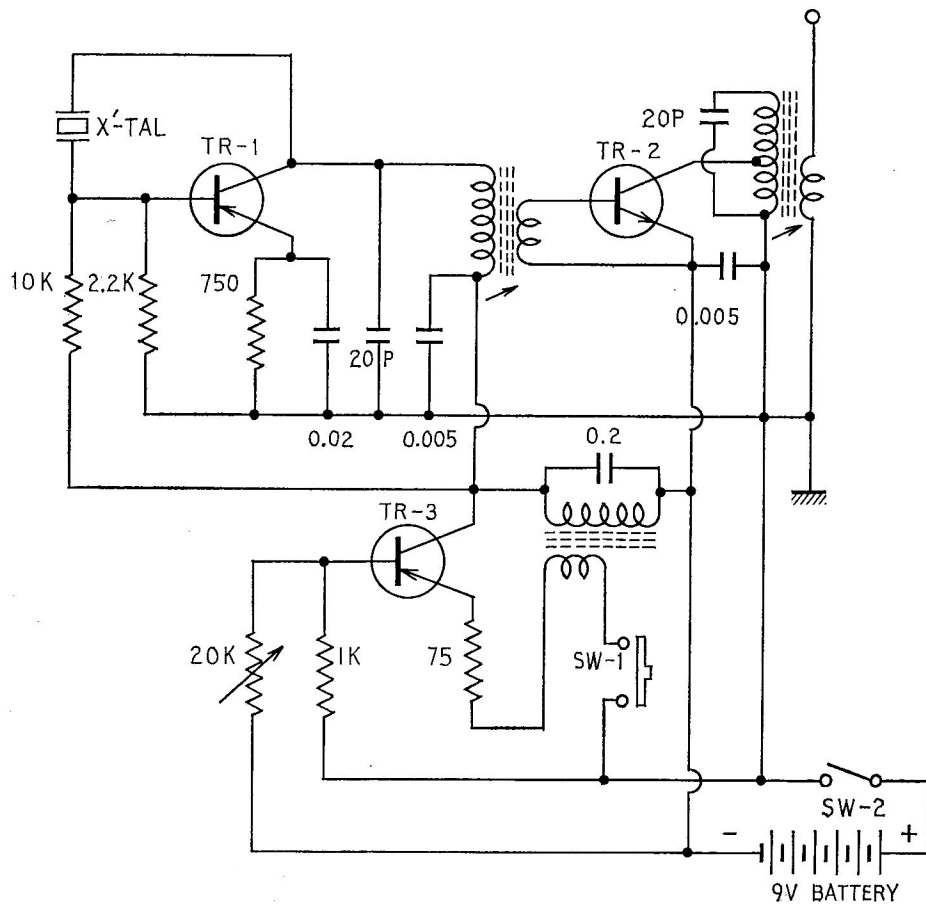 X'-TAL
TR-1
20P
TR-2
10K
2.2K
750
20P
0.005
0.02
0.005
0.2
TR-3
20K
1K
75
SW-1
SW-2
- +
9V BATTERY